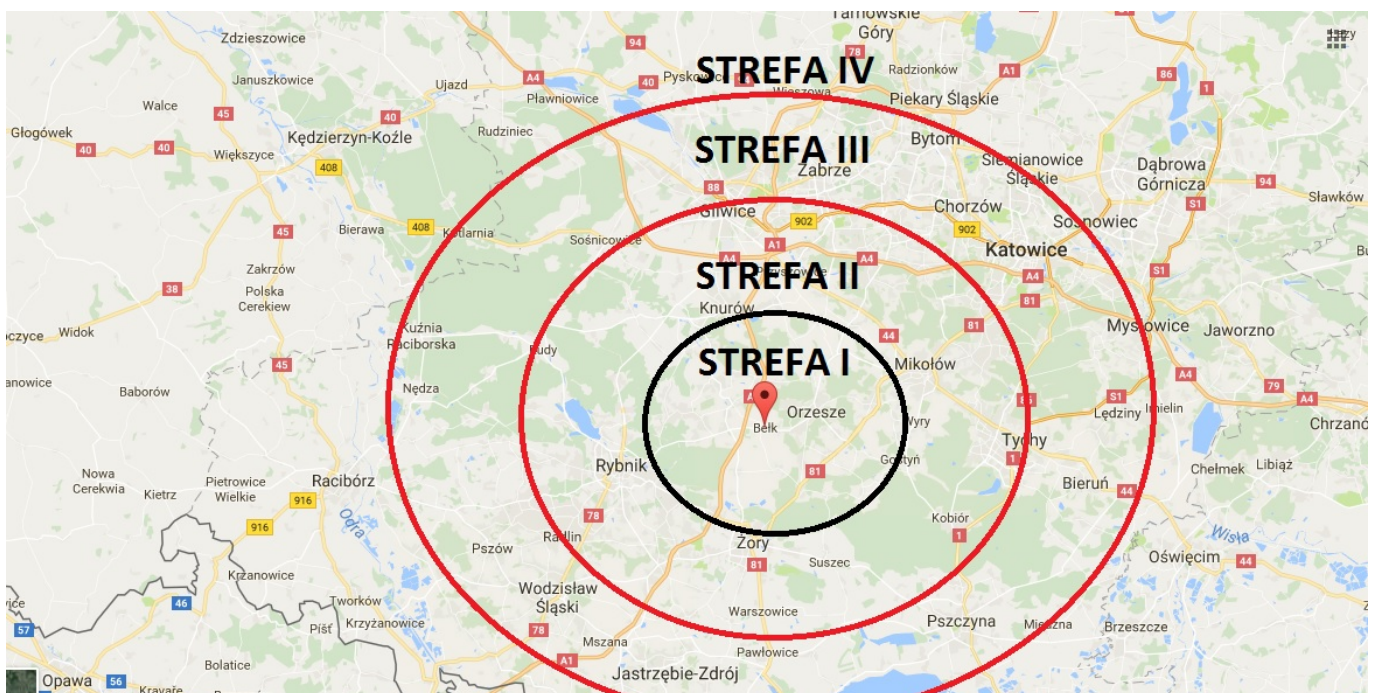 Tarnowskie
Góry
Zdzieszowice
94
78
STREFA IV
Radzionków
A1
86
1
Januszkowice
Ujazd
A4
40
Walce
45
40
Pławniowice
Wieszowa
Piekary Śląskie
Głogówek
40
40
Kędzierzyn-Koźle
Rudziniec
STREFA III
Bytom
Większyce
408
Zabrze
Siemianowice
Śląskie
Dąbrowa
Górnicza
94
Sławków
88
Gliwice
902
Chorzów
902
Sosnowiec
S1
Bierawa
408
Kotlarnia
45
Sośnicowice
A1
A4
A4
Katowice
Zakrzów
STREFA II
Przyszowice
A4
S1
38
Polska
Cerekiew
Knurów
81
81
Widok
Kuźnia
Raciborska
44
Mysłowice
Jaworzno
45
Rudy
STREFA I
Mikołów
A4
Baborów
Nędza
79
A4
Orzesze
S1
Lędziny
Imielin
Bełk
Wyry
Tychy
1
Rybnik
81
Gostyń
Nowa
Cerekwia
Kietrz
Pietrowice
Wielkie
Racibórz
916
916
Odra
Bieruń
44
Chełmek
Libiąż
78
Kobiór
1
Wisła
Pszów
Radlin
Żory
81
Suszec
Oświęcim
44
Krzanowice
Wodzisław
Śląski
46
57
Tworków
Krzyżanowice
Píšť
Warszowice
Pszczyna
Brzeszcze
78
Mszana
A1
Pawłowice
Bolatice
Jastrzębie-Zdrój
Opawa
56
Kravaře